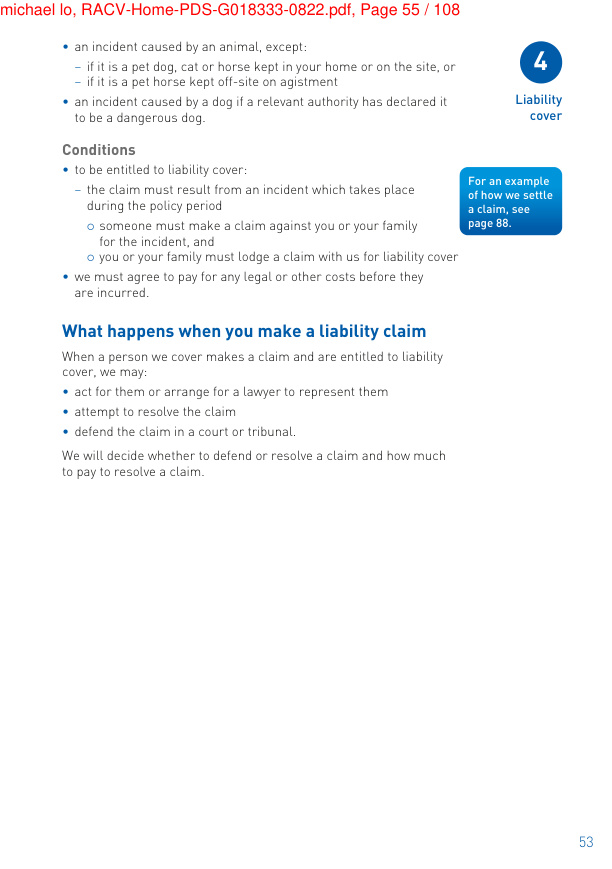 michael lo, RACV-Home-PDS-G018333-0822.pdf, Page 55 / 108
• an incident caused by an animal, except:
– if it is a pet dog, cat or horse kept in your home or on the site, or
– if it is a pet horse kept off-site on agistment
• an incident caused by a dog if a relevant authority has declared it
to be a dangerous dog.
4
Liability
cover
Conditions
• to be entitled to liability cover:
– the claim must result from an incident which takes place
during the policy period
○ someone must make a claim against you or your family
for the incident, and
○ you or your family must lodge a claim with us for liability cover
• we must agree to pay for any legal or other costs before they
are incurred.
For an example
of how we settle
a claim, see
page 88.
What happens when you make a liability claim
When a person we cover makes a claim and are entitled to liability
cover, we may:
• act for them or arrange for a lawyer to represent them
• attempt to resolve the claim
• defend the claim in a court or tribunal.
We will decide whether to defend or resolve a claim and how much
to pay to resolve a claim.
53